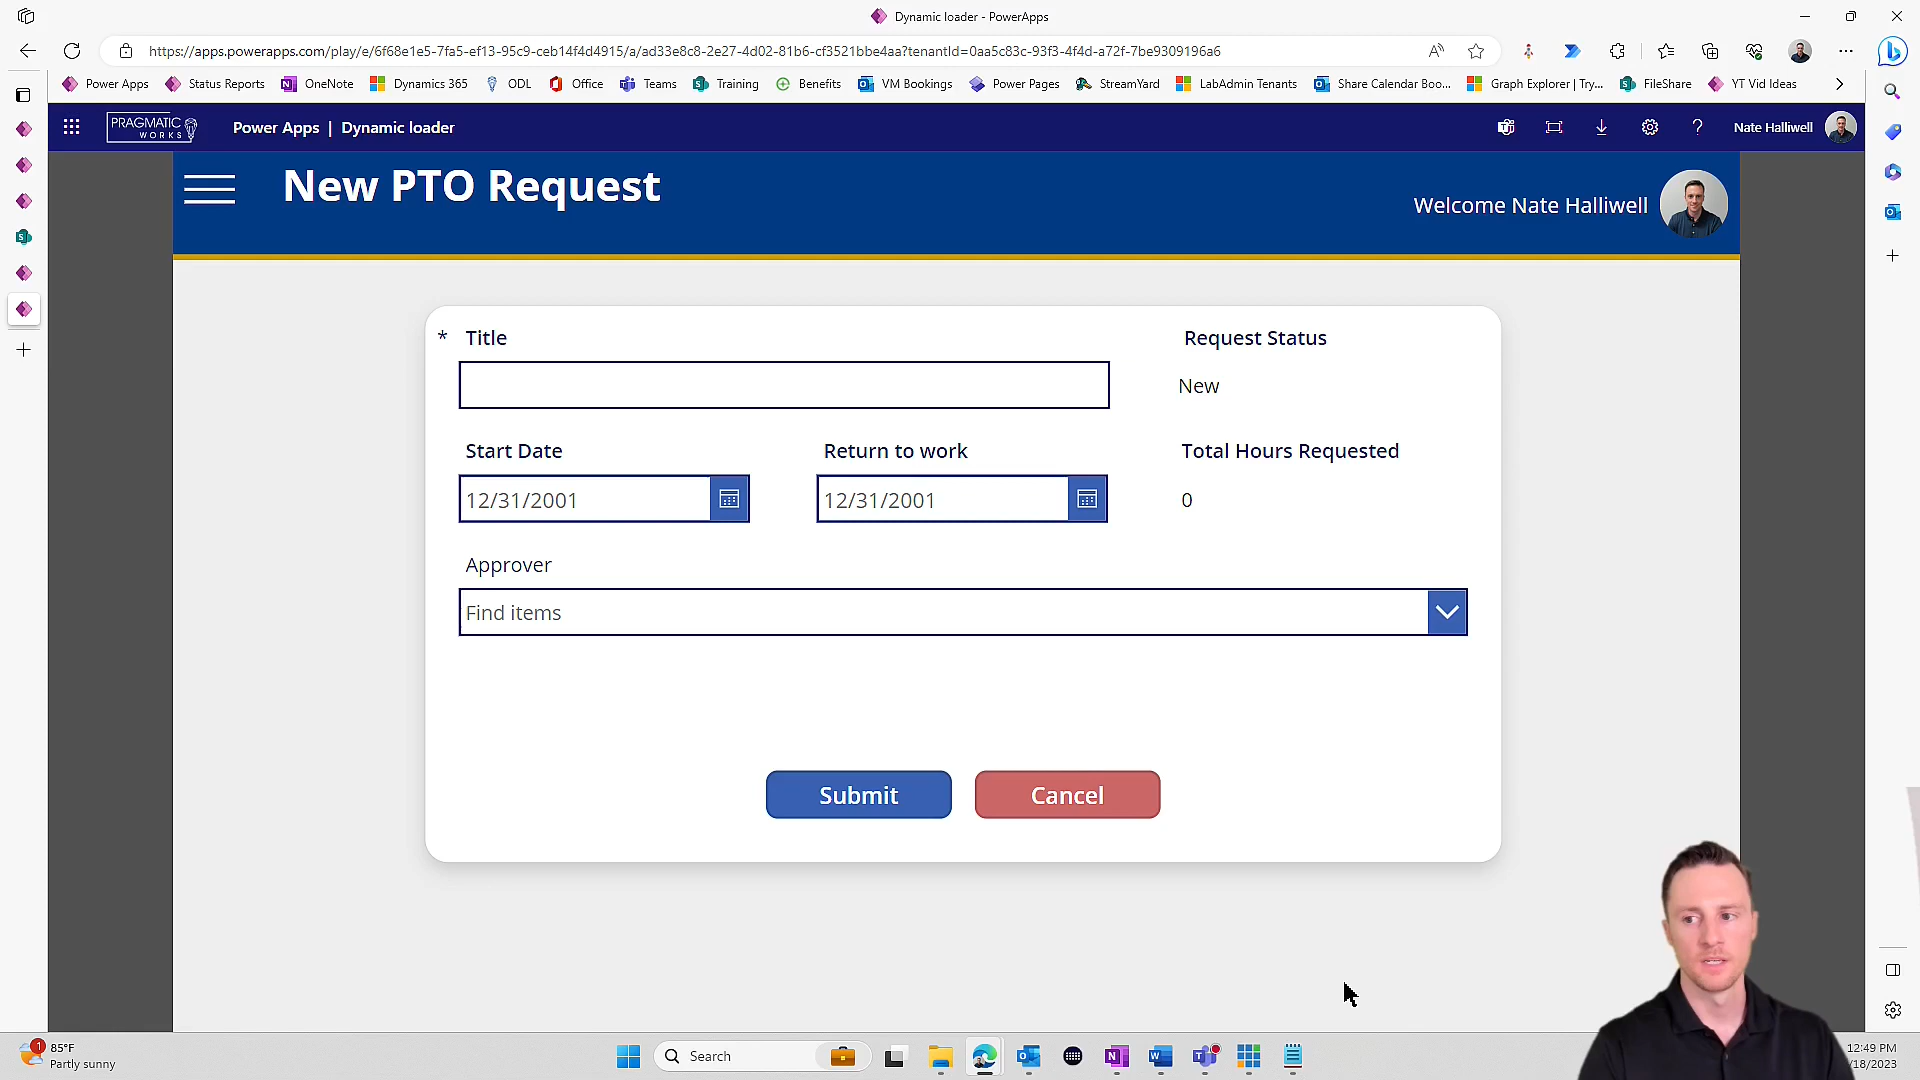 Dynamic loader - PowerApps
https://apps.powerapps.com/play/e/6f68e1e5-7fa5-ef13-95c9-ceb14f4d4915/a/ad33e8c8-2e27-4d02-81b6-cf3521bbe4aa?tenantId=0aa5c83c-93f3-4f4d-a72f-7be9309196a6
Power Apps Status Reports OneNote Dynamics 365 ODL Office Teams Training Benefits VM Bookings Power Pages StreamYard LabAdmin Tenants Share Calendar Boo... Graph Explorer | Try... FileShare YT Vid Ideas
PRAGMATIC WORKS Power Apps | Dynamic loader Nate Halliwell
New PTO Request
Welcome Nate Halliwell
* Title Request Status
New
Start Date Return to work Total Hours Requested
12/31/2001 12/31/2001 0
Approver
Find items
Submit Cancel
1 85°F
Partly sunny
Search
12:49 PM
/18/2023